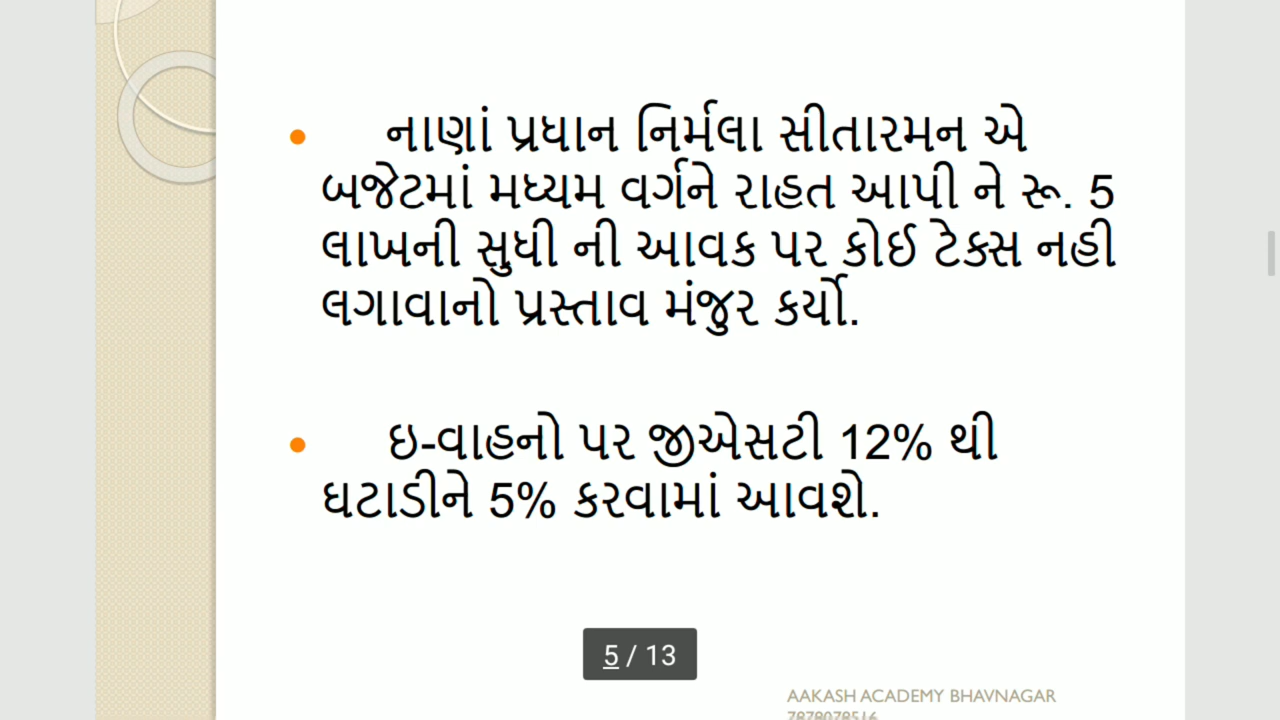 નાણાં પ્રધાન નિર્મલા સીતારમન એ
બજેટમાં મધ્યમ વર્ગને રાહત આપી ને રૂ. 5
લાખની સુધી ની આવક પર કોઈ ટેક્સ નહી
લગાવાનો પ્રસ્તાવ મંજુર કર્યો.
ઇ-વાહનો પર જીએસટી 12% થી
ઘટાડીને 5% કરવામાં આવશે.
5 / 13
AAKASH ACADEMY BHAVNAGAR